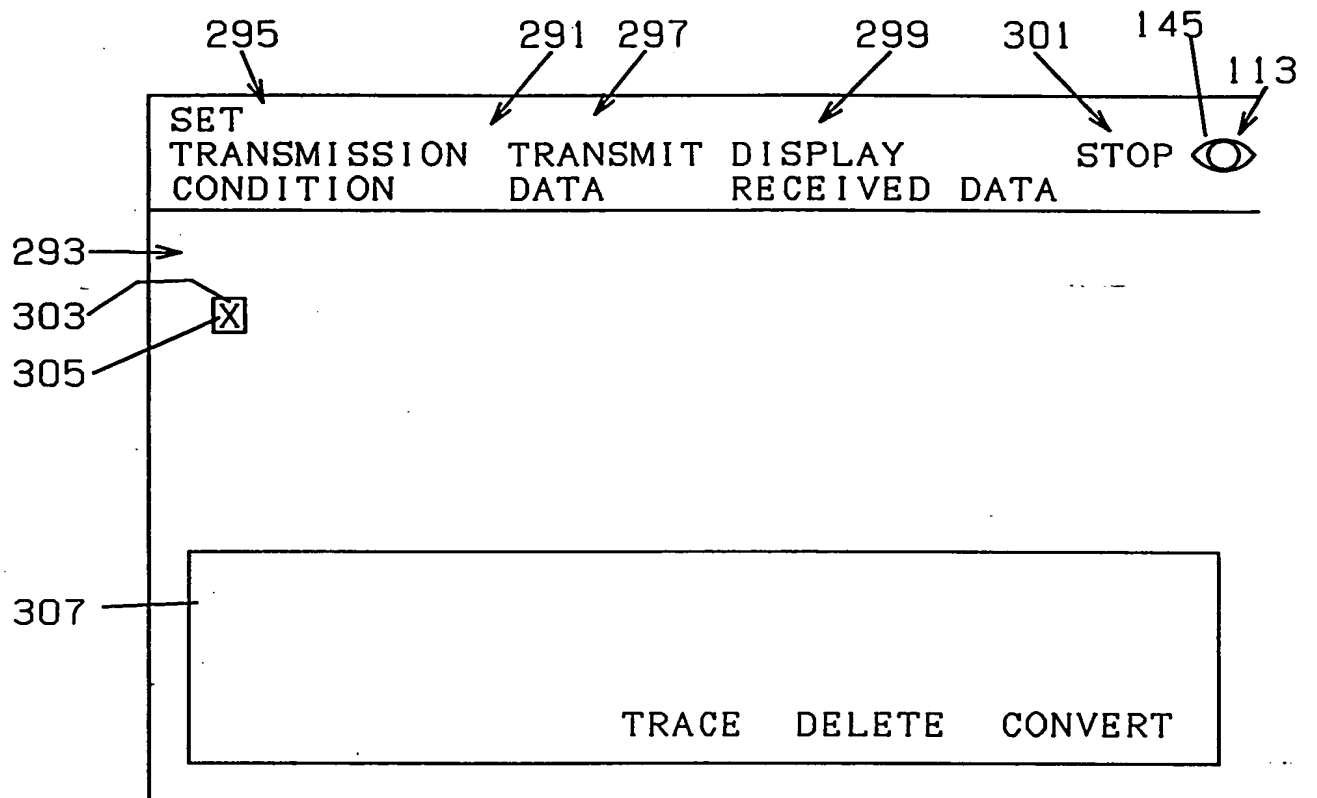 295 291 297 299 301 145 113
SET
TRANSMISSION TRANSMIT DISPLAY STOP
CONDITION DATA RECEIVED DATA
293
303 X
305
307
TRACE DELETE CONVERT